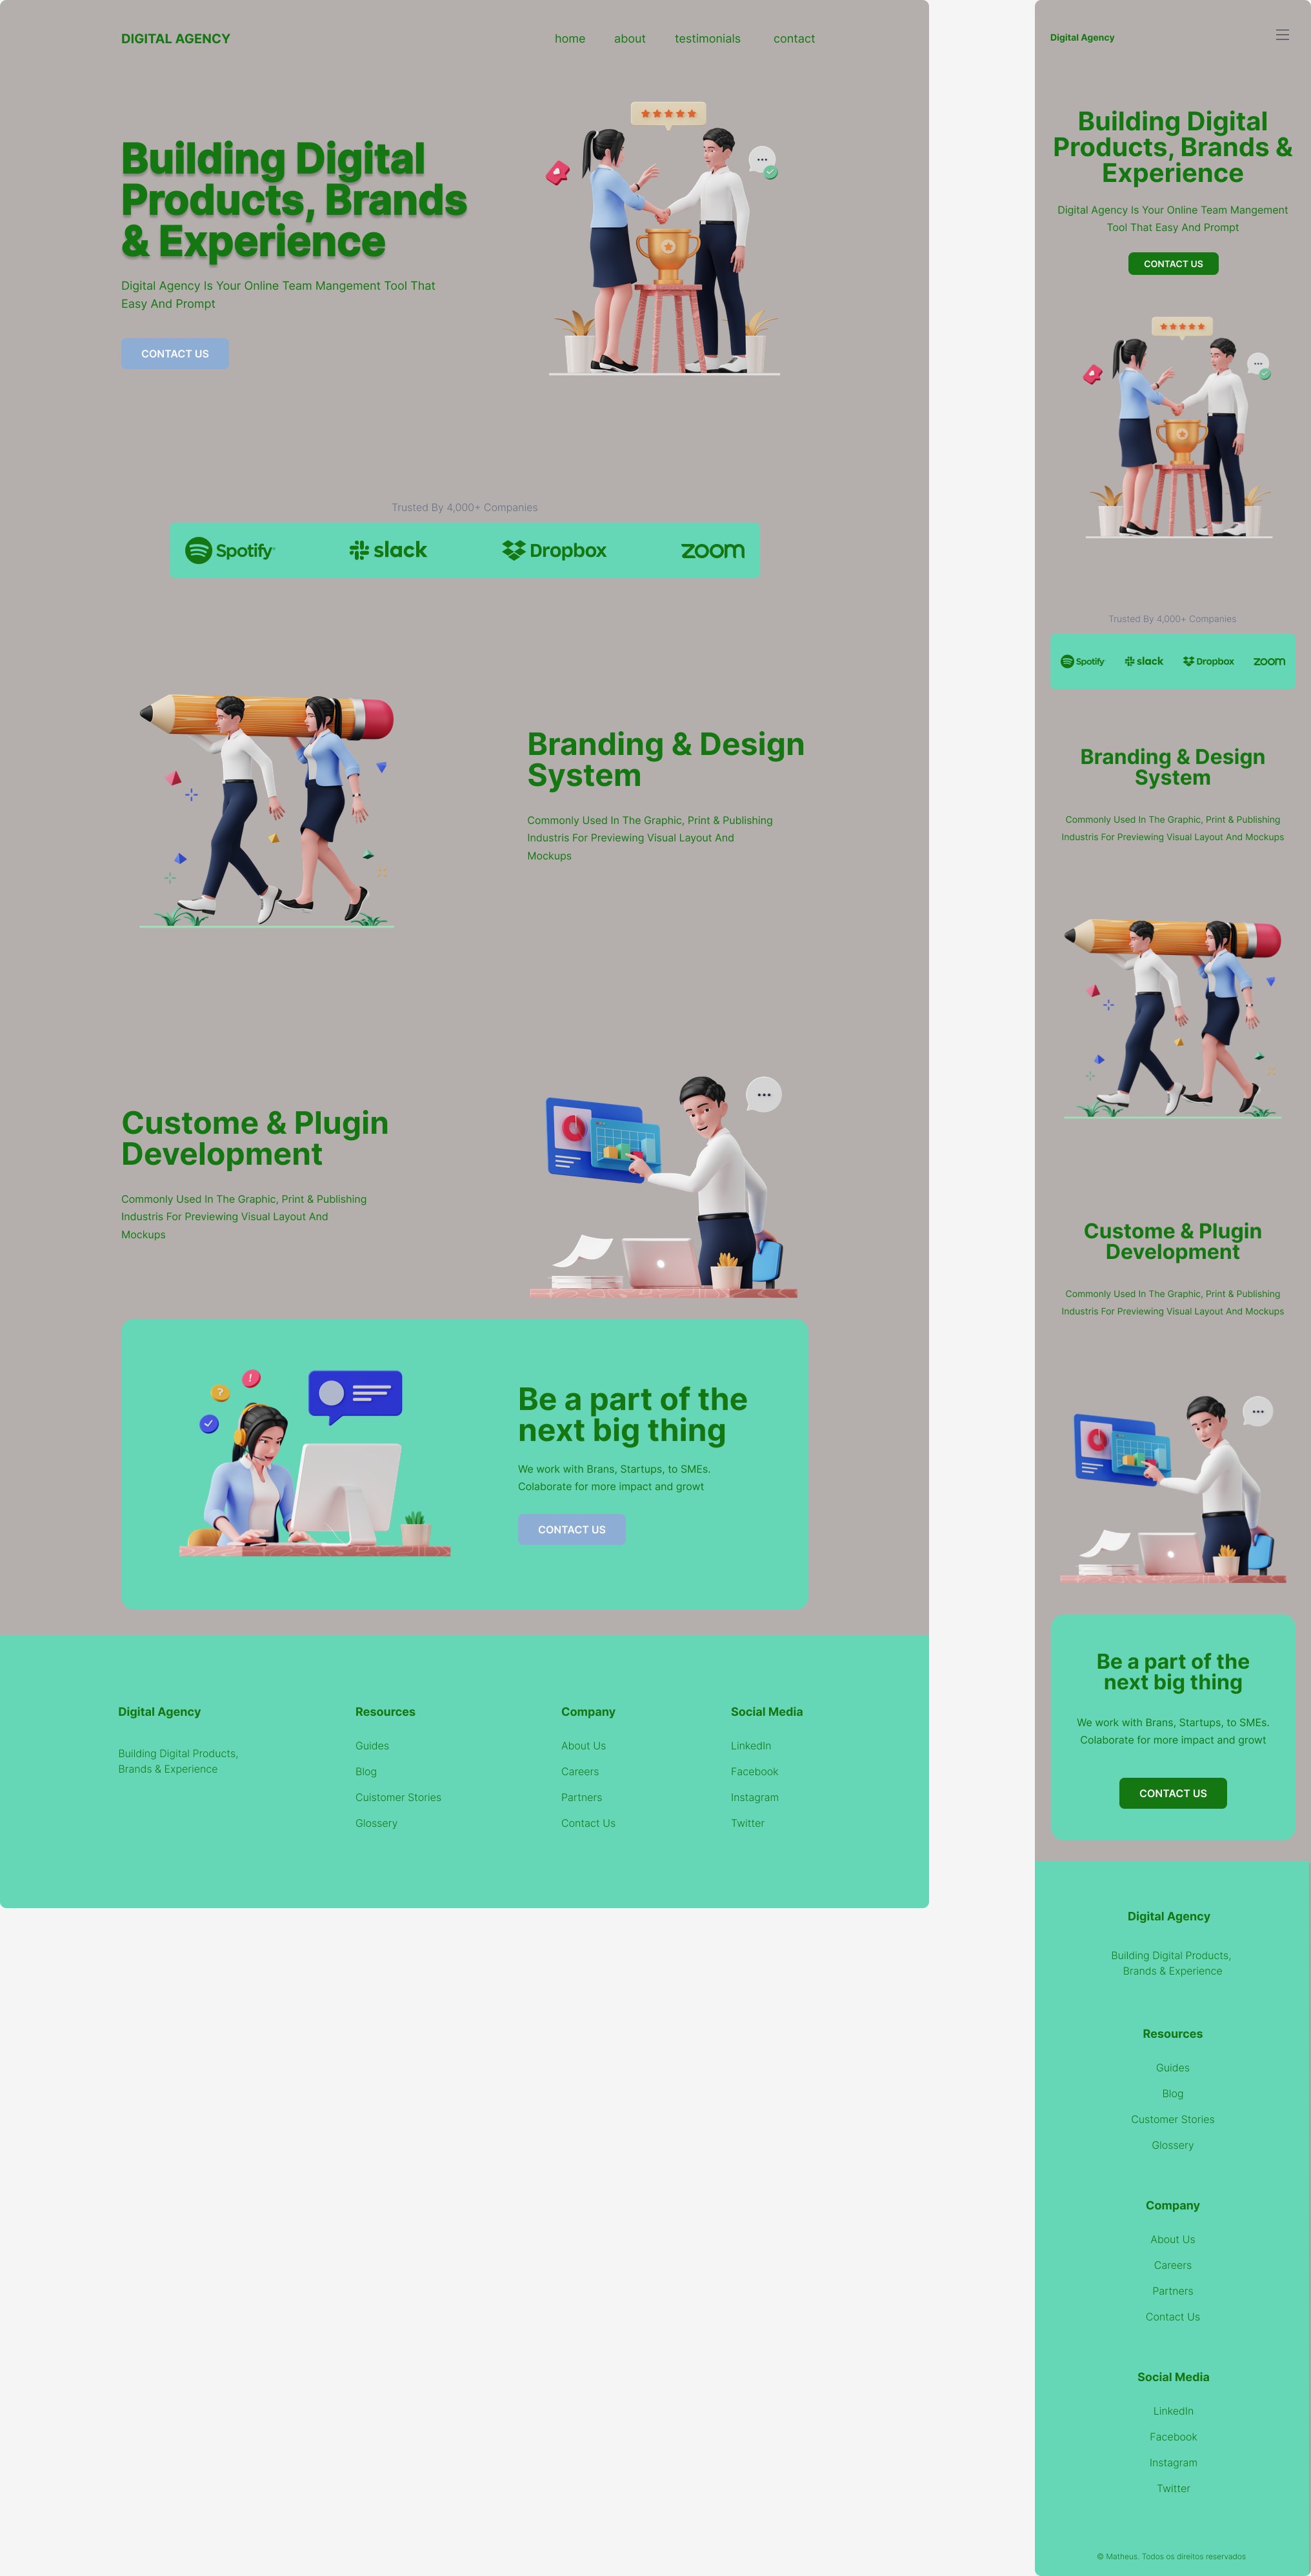 DIGITAL AGENCY
home about testimonials contact
Building Digital
Products, Brands
& Experience
Digital Agency Is Your Online Team Mangement Tool That
Easy And Prompt
CONTACT US
Trusted By 4,000+ Companies
Spotify slack Dropbox zoom
Branding & Design
System
Commonly Used In The Graphic, Print & Publishing
Industris For Previewing Visual Layout And
Mockups
Custome & Plugin
Development
Commonly Used In The Graphic, Print & Publishing
Industris For Previewing Visual Layout And
Mockups
Be a part of the
next big thing
We work with Brans, Startups, to SMEs.
Colaborate for more impact and growt
CONTACT US
Digital Agency
Building Digital Products,
Brands & Experience
Resources
Guides
Blog
Cuistomer Stories
Glossery
Company
About Us
Careers
Partners
Contact Us
Social Media
LinkedIn
Facebook
Instagram
Twitter
Digital Agency
Building Digital
Products, Brands &
Experience
Digital Agency Is Your Online Team Mangement
Tool That Easy And Prompt
CONTACT US
Trusted By 4,000+ Companies
Spotify slack Dropbox zoom
Branding & Design
System
Commonly Used In The Graphic, Print & Publishing
Industris For Previewing Visual Layout And Mockups
Custome & Plugin
Development
Commonly Used In The Graphic, Print & Publishing
Industris For Previewing Visual Layout And Mockups
Be a part of the
next big thing
We work with Brans, Startups, to SMEs.
Colaborate for more impact and growt
CONTACT US
Digital Agency
Building Digital Products,
Brands & Experience
Resources
Guides
Blog
Customer Stories
Glossery
Company
About Us
Careers
Partners
Contact Us
Social Media
LinkedIn
Facebook
Instagram
Twitter
© Matheus. Todos os direitos reservados